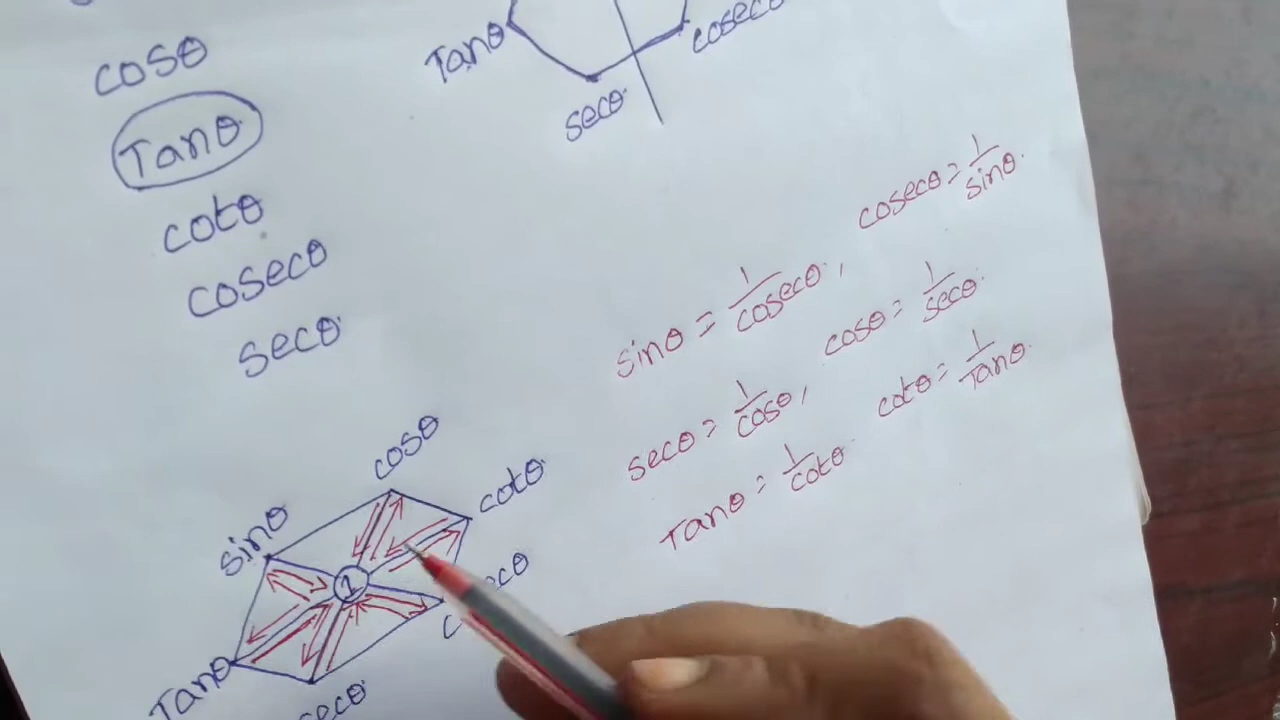 cosθ
Tanθ
cotθ
cosecθ
secθ
Tanθ
cosecθ
secθ
cosecθ = 1/sinθ
sinθ = 1/cosecθ,
cosθ = 1/secθ
secθ = 1/cosθ,
cotθ = 1/Tanθ
Tanθ = 1/cotθ
cosθ
sinθ
cotθ
1
Tanθ
secθ